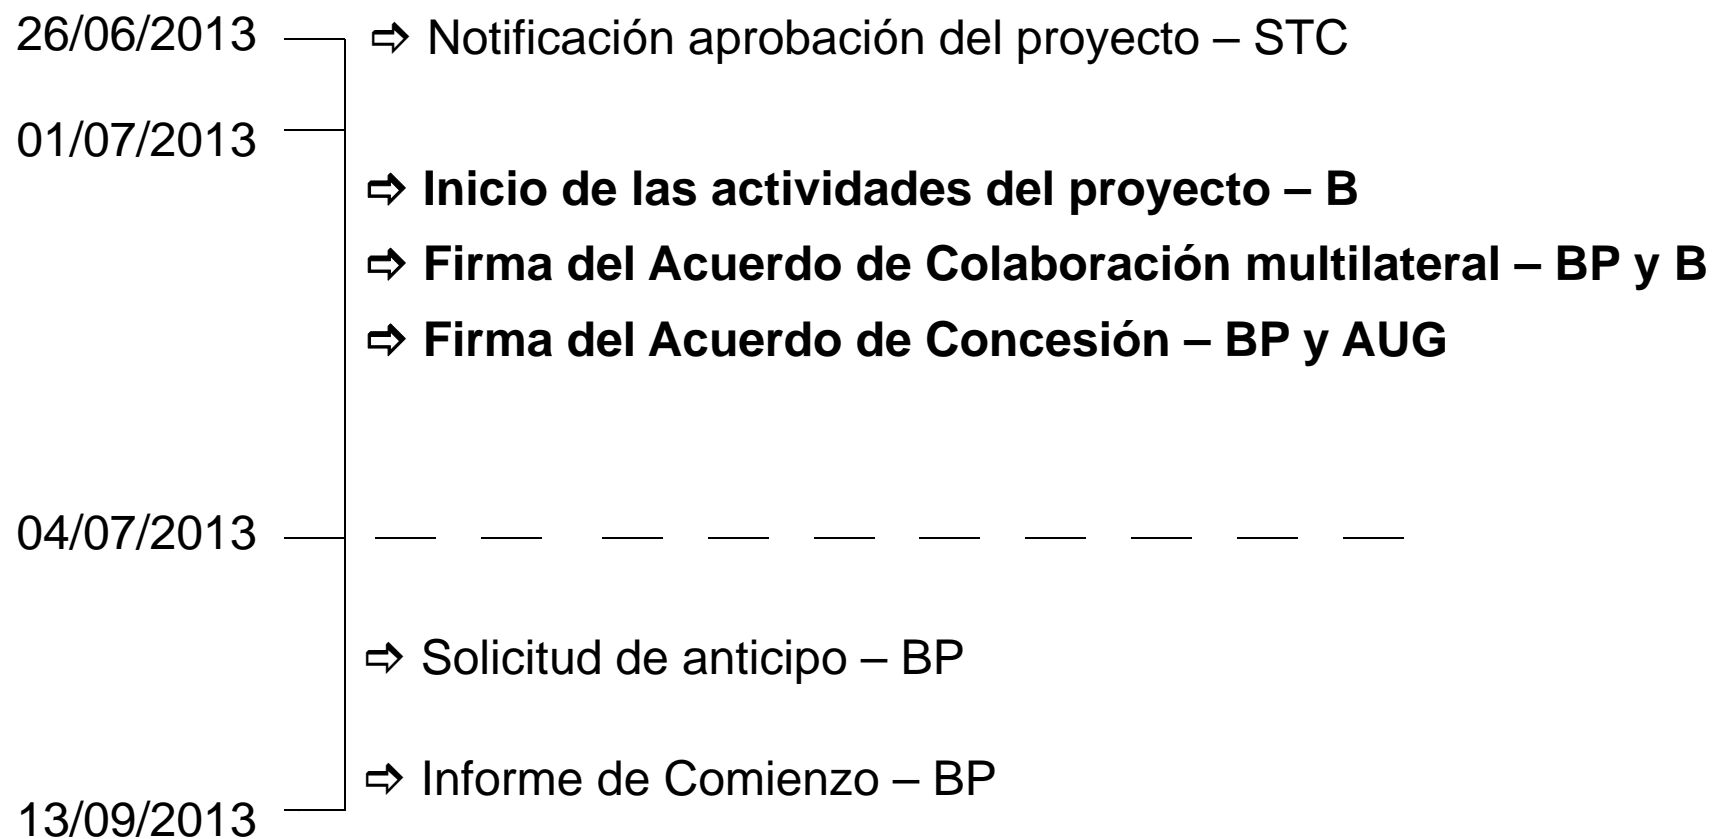 26/06/2013 ⇨ Notificación aprobación del proyecto – STC
01/07/2013
⇨ Inicio de las actividades del proyecto – B
⇨ Firma del Acuerdo de Colaboración multilateral – BP y B
⇨ Firma del Acuerdo de Concesión – BP y AUG
04/07/2013
⇨ Solicitud de anticipo – BP
⇨ Informe de Comienzo – BP
13/09/2013